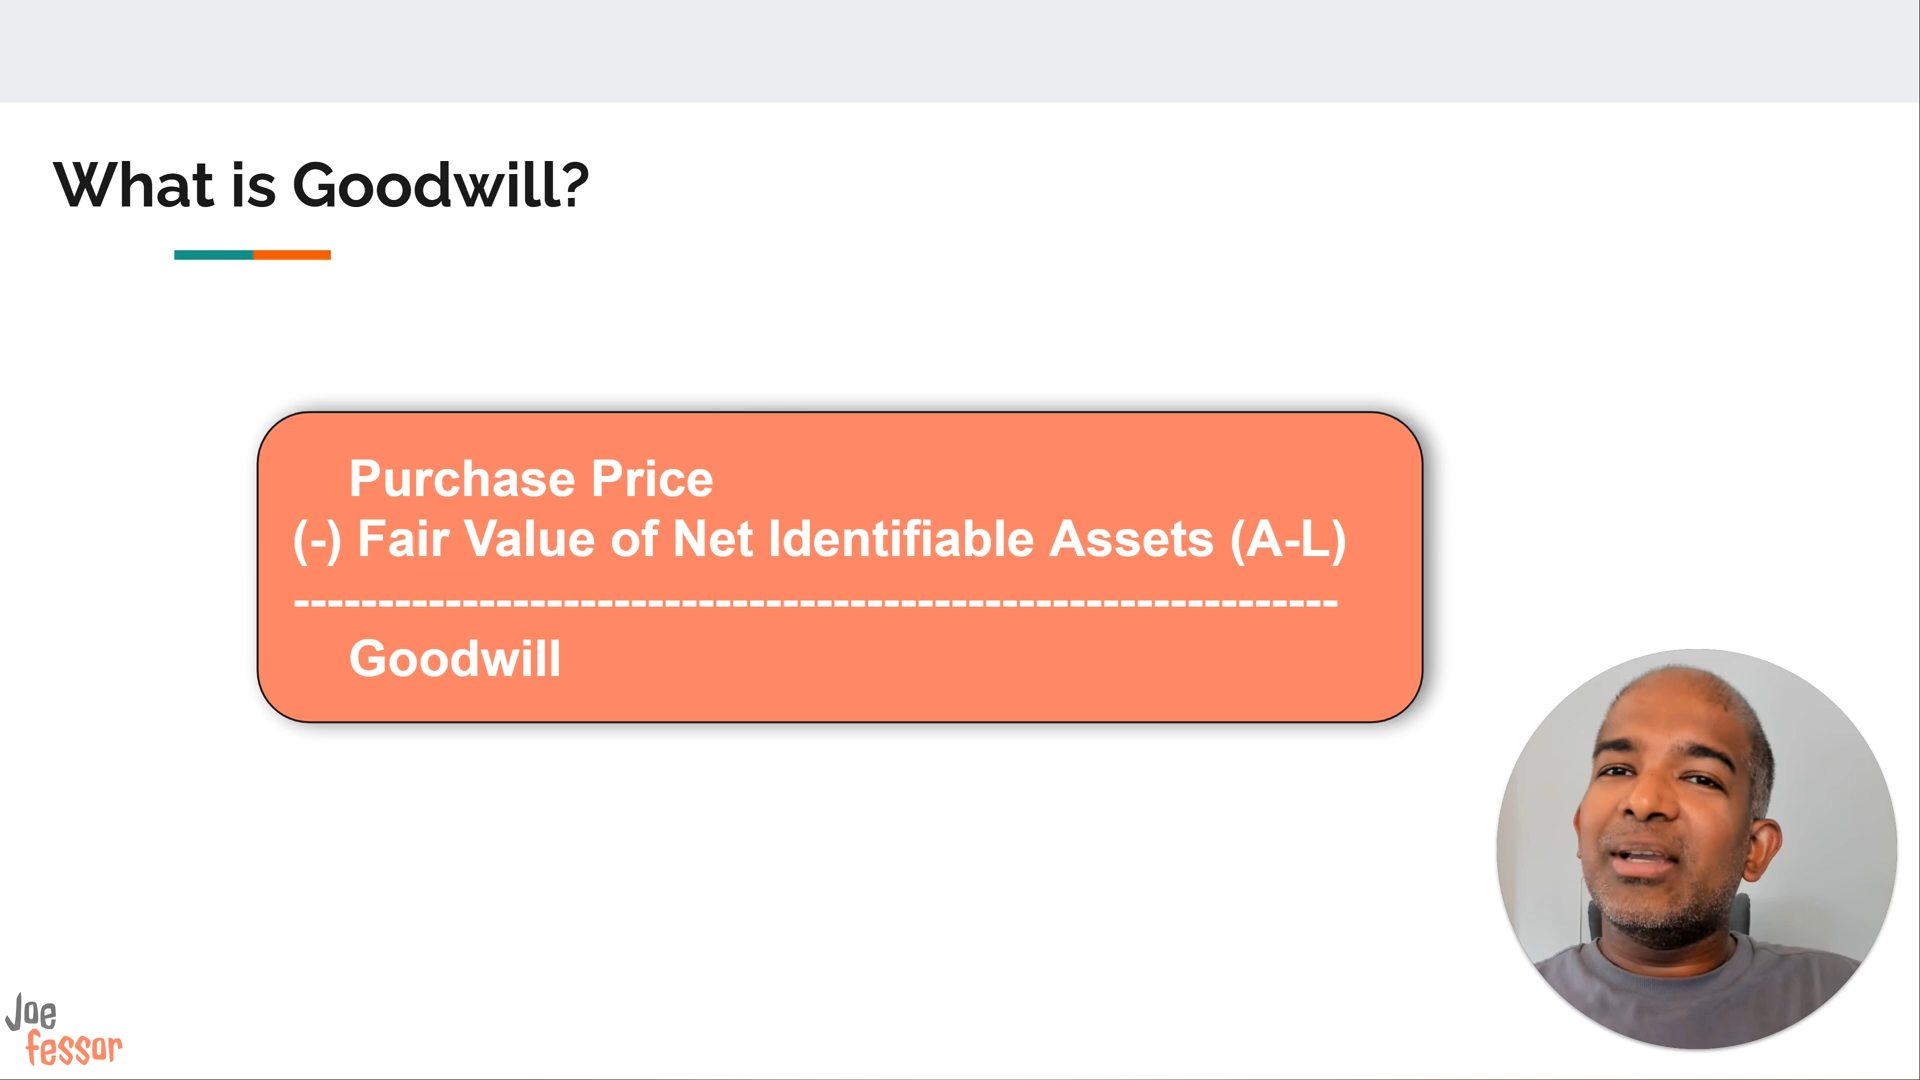 What is Goodwill?
Purchase Price
(-) Fair Value of Net Identifiable Assets (A-L)
--------------------------------------------------------------
Goodwill
Joe
fessor